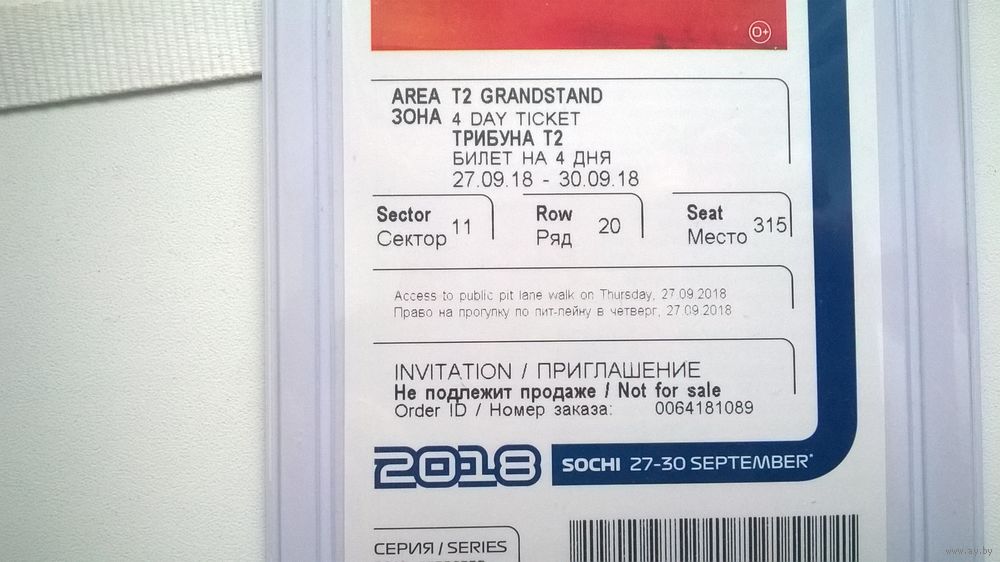 0+
AREA T2 GRANDSTAND
ЗОНА 4 DAY TICKET
ТРИБУНА Т2
БИЛЕТ НА 4 ДНЯ
27.09.18 - 30.09.18
Sector 11
Сектор
Row 20
Ряд
Seat 315
Место
Access to public pit lane walk on Thursday, 27.09.2018
Право на прогулку по пит-лейну в четверг, 27.09.2018
INVITATION / ПРИГЛАШЕНИЕ
Не подлежит продаже / Not for sale
Order ID / Номер заказа: 0064181089
2018 SOCHI 27-30 SEPTEMBER*
СЕРИЯ / SERIES
www.ay.by